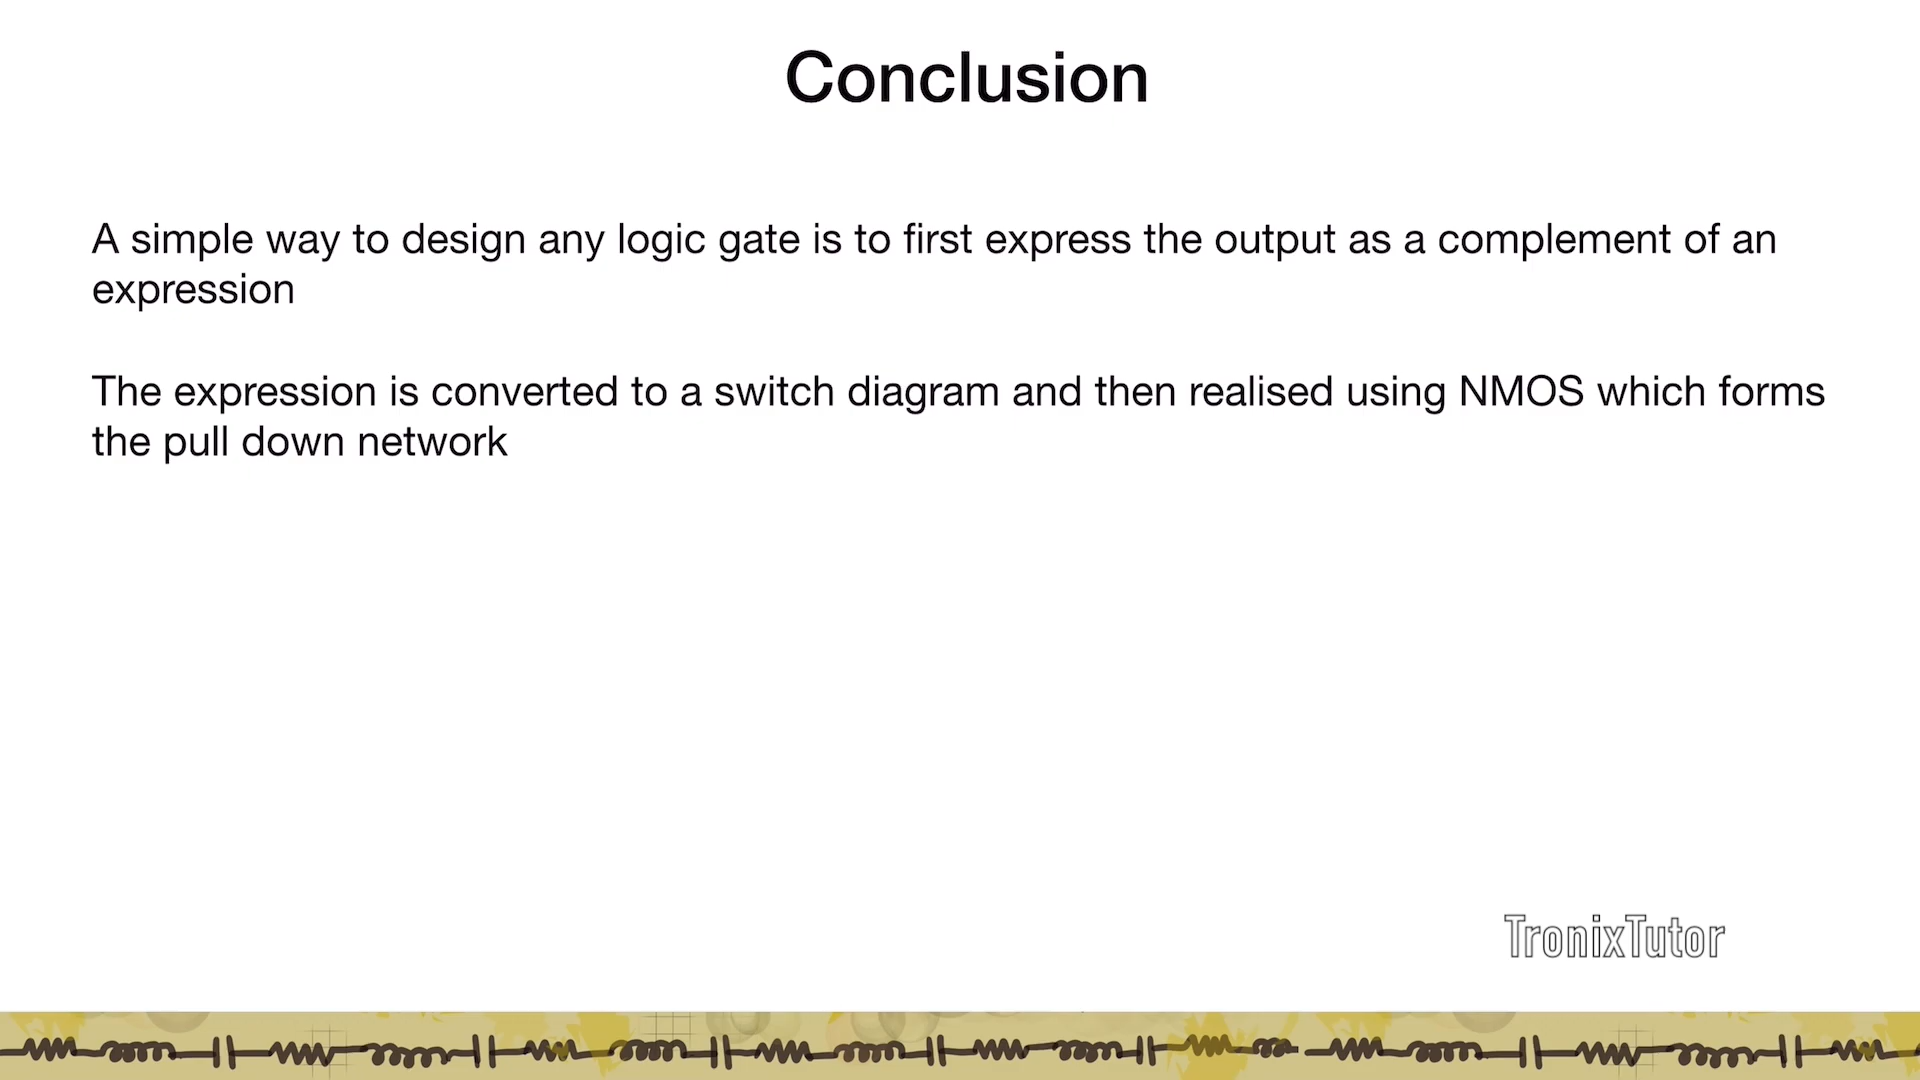 Conclusion
A simple way to design any logic gate is to first express the output as a complement of an
expression
The expression is converted to a switch diagram and then realised using NMOS which forms
the pull down network
TronixTutor